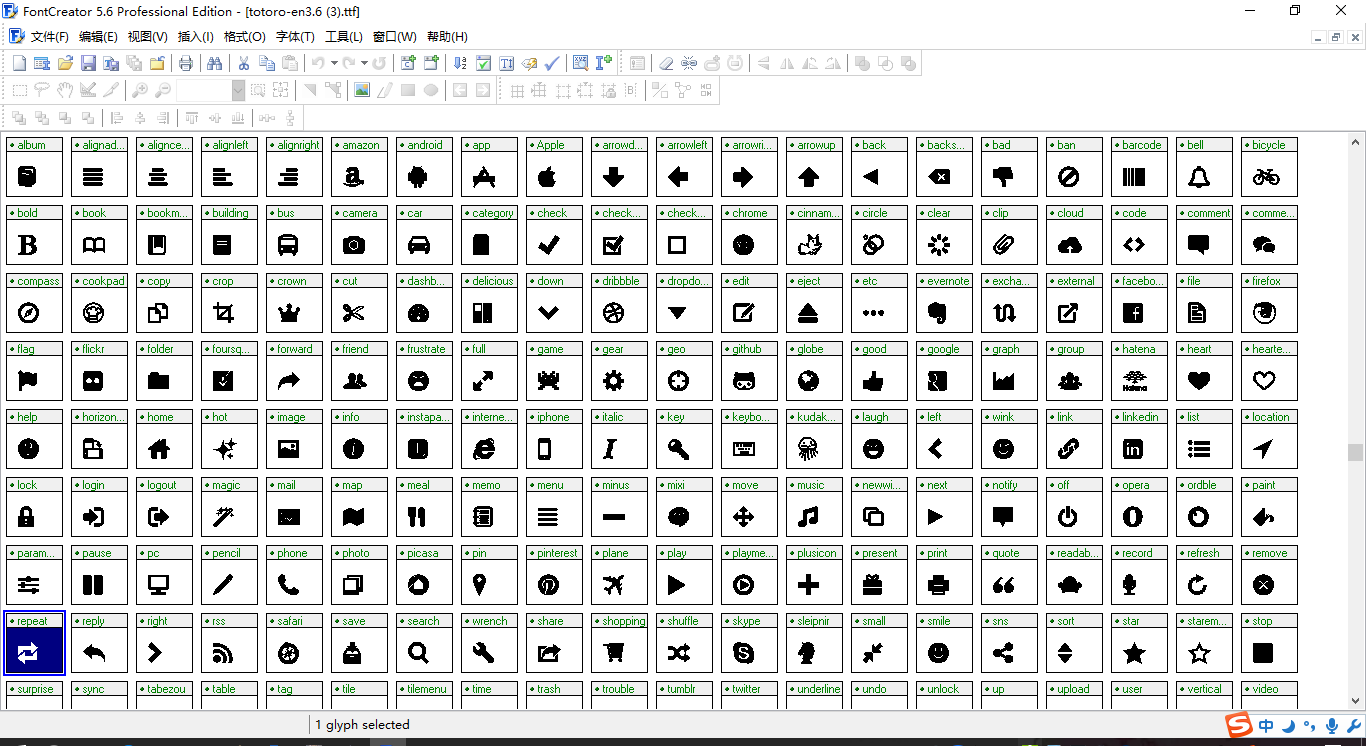 FontCreator 5.6 Professional Edition - [totoro-en3.6 (3).ttf]
文件(F) 编辑(E) 视图(V) 插入(I) 格式(O) 字体(T) 工具(L) 窗口(W) 帮助(H)
album alignad... alignce... alignleft alignright amazon android app Apple arrowd... arrowleft arrowri... arrowup back backs... bad ban barcode bell bicycle
bold book bookm... building bus camera car category check check... check... chrome cinnam... circle clear clip cloud code comment comme...
compass cookpad copy crop crown cut dashb... delicious down dribbble dropdo... edit eject etc evernote excha... external facebo... file firefox
flag flickr folder foursq... forward friend frustrate full game gear geo github globe good google graph group hatena heart hearte...
Hatena
help horizon... home hot image info instapa... interne... iphone italic key keybo... kudak... laugh left wink link linkedin list location
lock login logout magic mail map meal memo menu minus mixi move music newwi... next notify off opera ordble paint
param... pause pc pencil phone photo picasa pin pinterest plane play playme... plusicon present print quote readab... record refresh remove
repeat reply right rss safari save search wrench share shopping shuffle skype sleipnir small smile sns sort star starem... stop
surprise sync tabezou table tag tile tilemenu time trash trouble tumblr twitter underline undo unlock up upload user vertical video
1 glyph selected
中